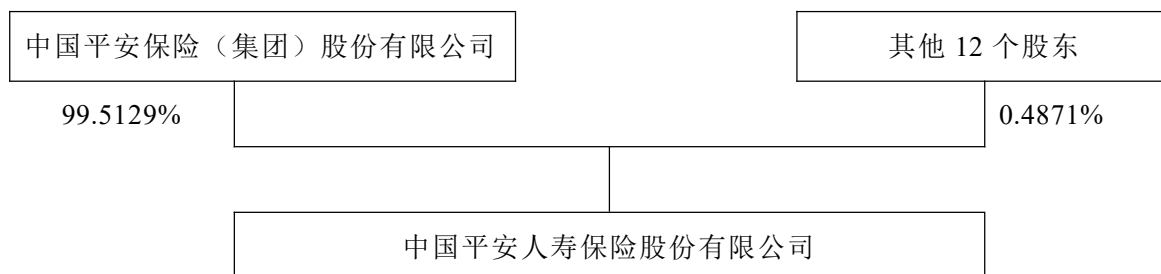 中国平安保险（集团）股份有限公司
其他 12 个股东
99.5129%
0.4871%
中国平安人寿保险股份有限公司